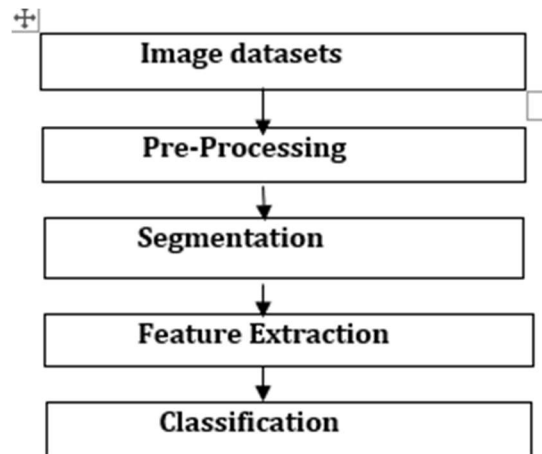 Image datasets
Pre-Processing
Segmentation
Feature Extraction
Classification